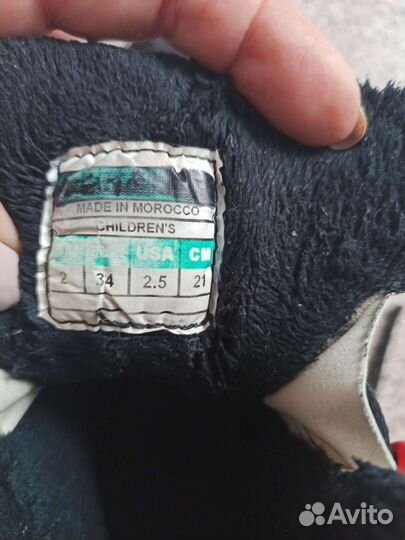 MADE IN MOROCCO
CHILDREN'S
USA CM
2 34 2.5 21
Avito